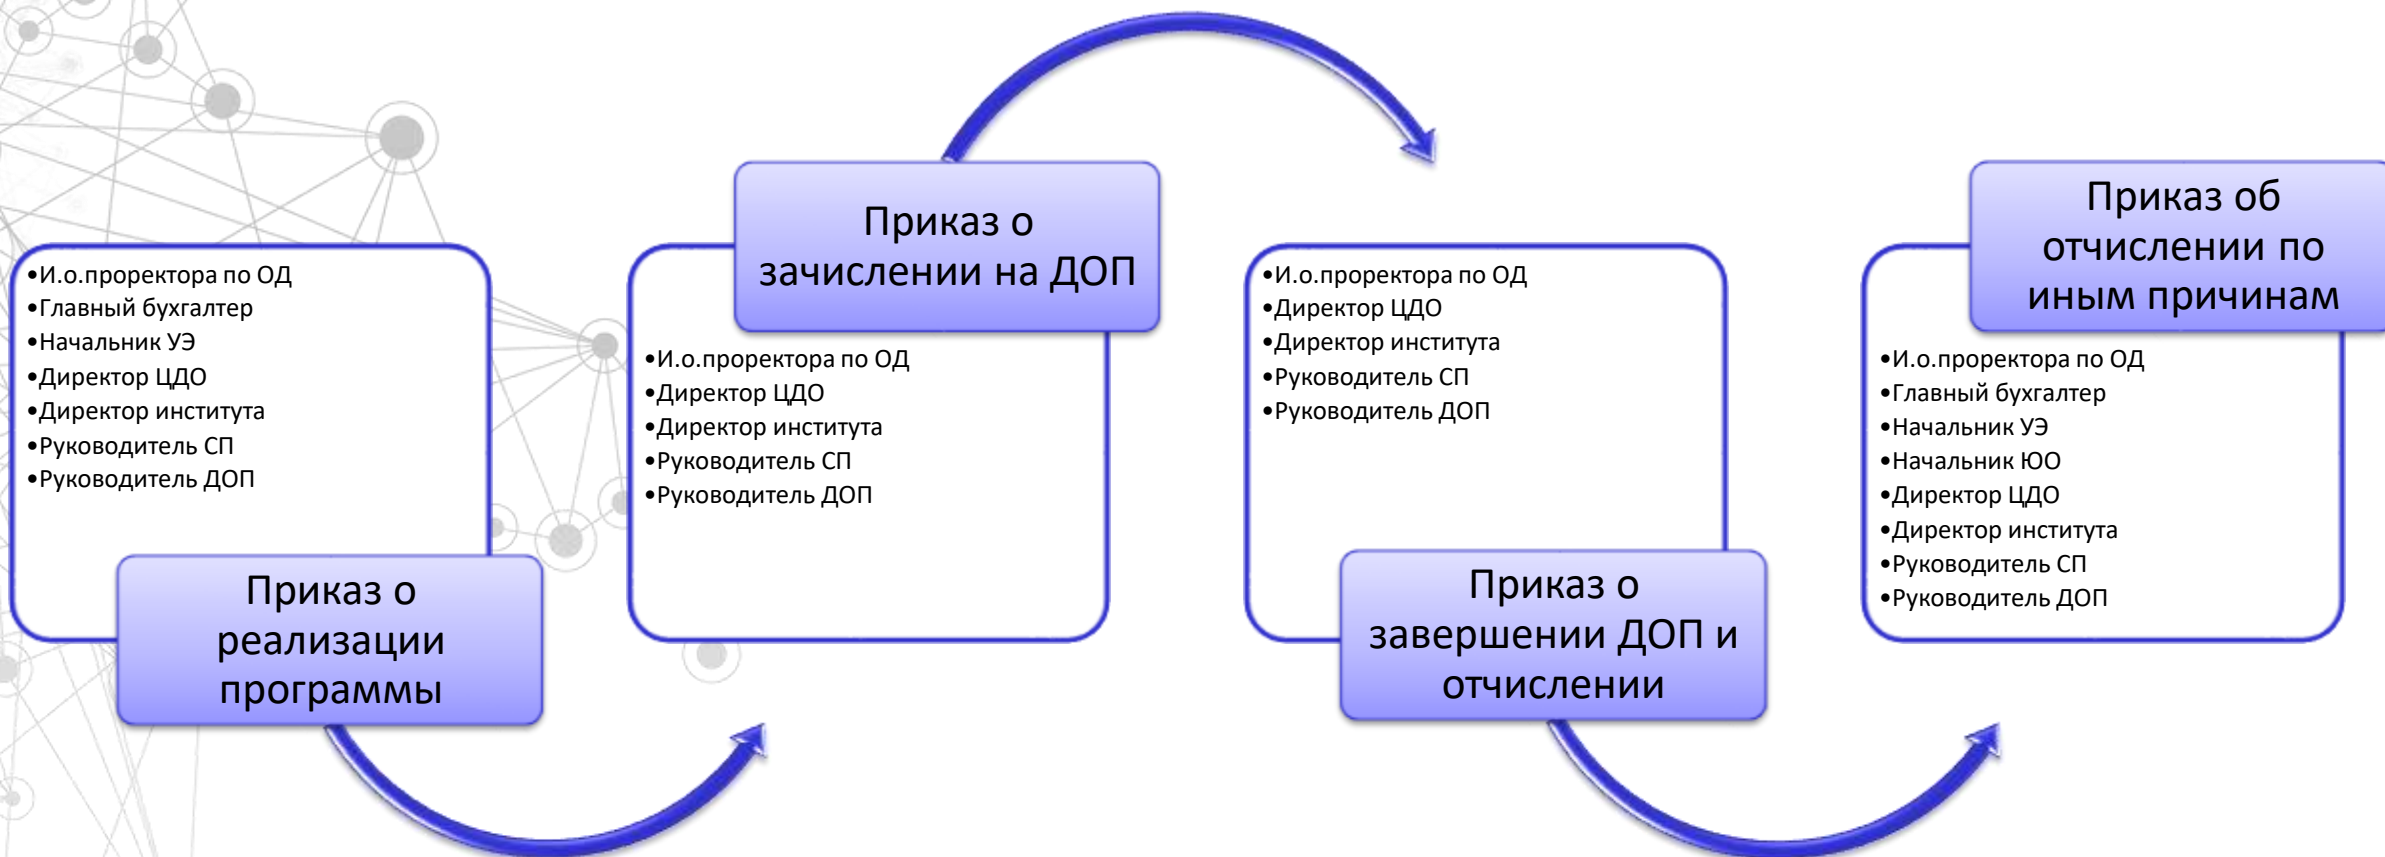 •И.о.проректора по ОД
•Главный бухгалтер
•Начальник УЭ
•Директор ЦДО
•Директор института
•Руководитель СП
•Руководитель ДОП
Приказ о
реализации
программы
Приказ о
зачислении на ДОП
•И.о.проректора по ОД
•Директор ЦДО
•Директор института
•Руководитель СП
•Руководитель ДОП
•И.о.проректора по ОД
•Директор ЦДО
•Директор института
•Руководитель СП
•Руководитель ДОП
Приказ о
завершении ДОП и
отчислении
Приказ об
отчислении по
иным причинам
•И.о.проректора по ОД
•Главный бухгалтер
•Начальник УЭ
•Начальник ЮО
•Директор ЦДО
•Директор института
•Руководитель СП
•Руководитель ДОП